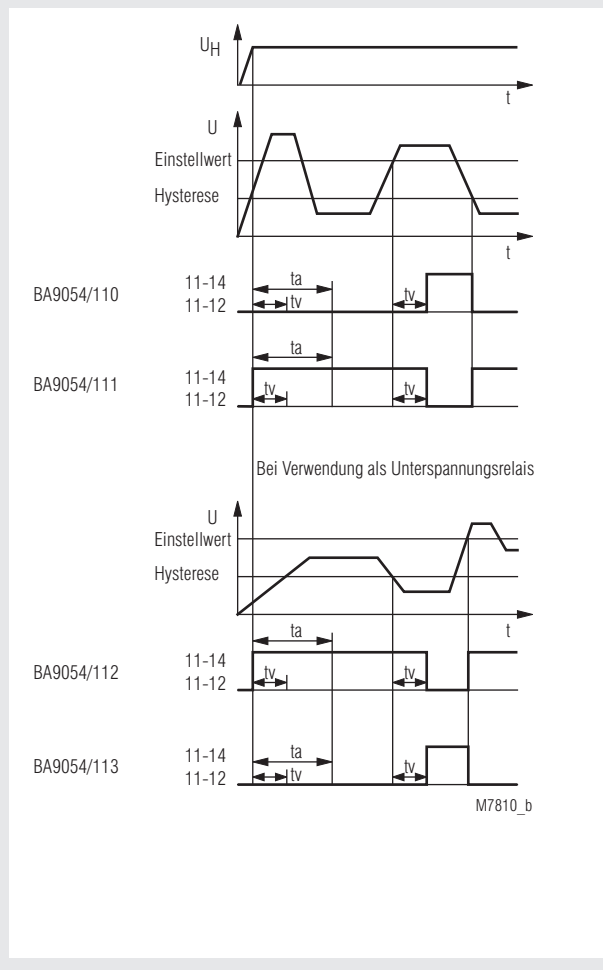 UH
t
U
Einstellwert
Hysterese
t
BA9054/110
11-14
11-12
ta
tv
tv
ta
BA9054/111
11-14
11-12
tv
tv
Bei Verwendung als Unterspannungsrelais
U
Einstellwert
Hysterese
t
ta
BA9054/112
11-14
11-12
tv
tv
BA9054/113
11-14
11-12
ta
tv
tv
M7810_b